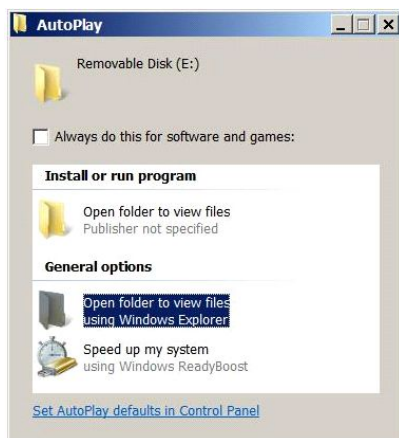 AutoPlay
Removable Disk (E:)
Always do this for software and games:
Install or run program
Open folder to view files
Publisher not specified
General options
Open folder to view files
using Windows Explorer
Speed up my system
using Windows ReadyBoost
Set AutoPlay defaults in Control Panel